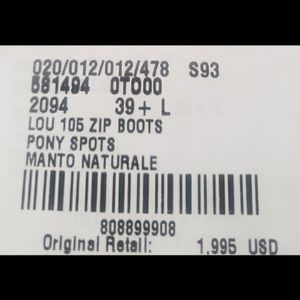 020/012/012/478 S93
581494 0TO00
2094 39+ L
LOU 105 ZIP BOOTS
PONY SPOTS
MANTO NATURALE
808899908
Original Retail: 1,995 USD